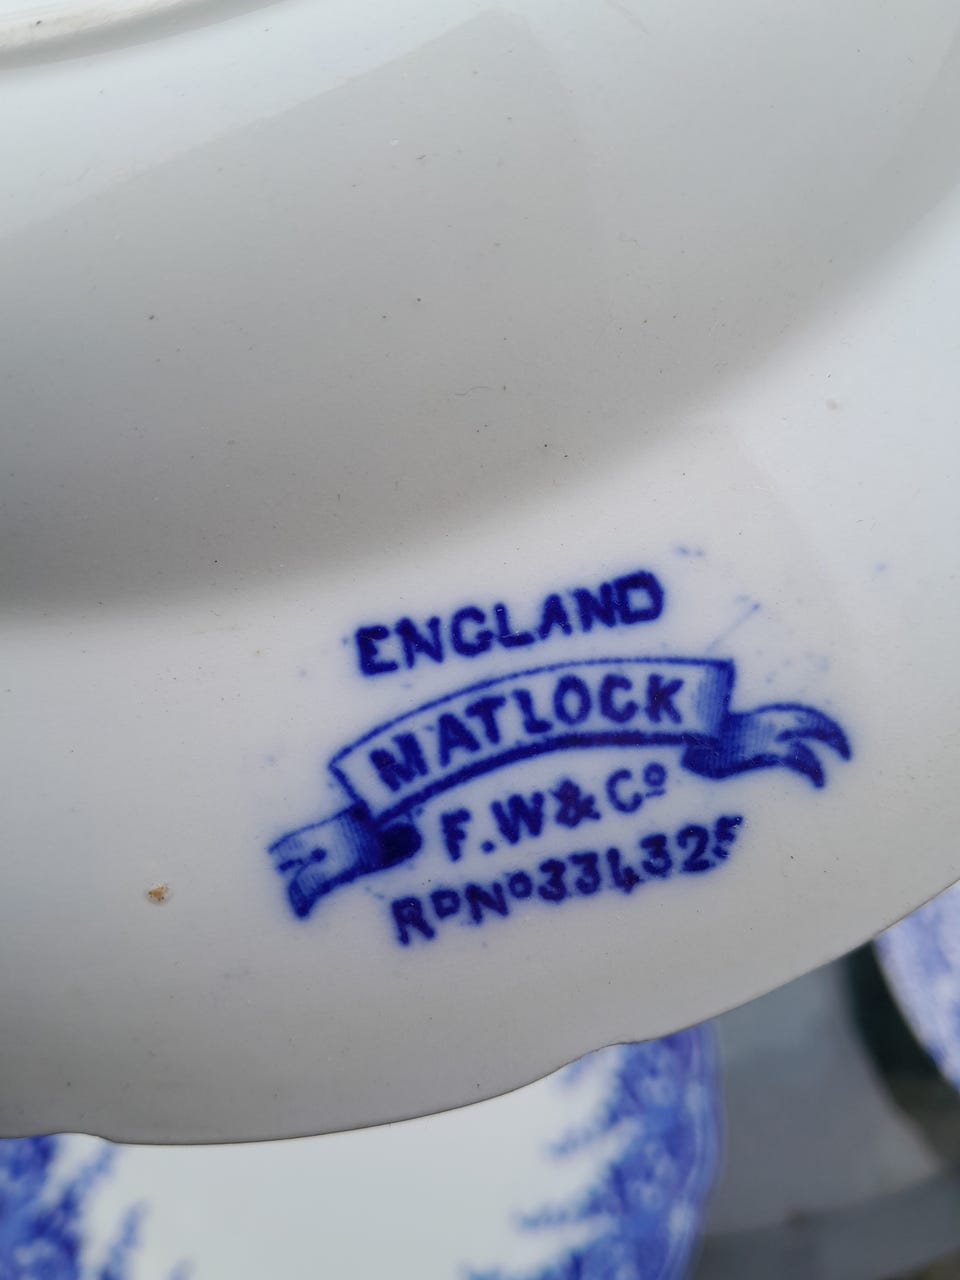 ENGLAND
MATLOCK
F.W & Cº
RᴰNº334325